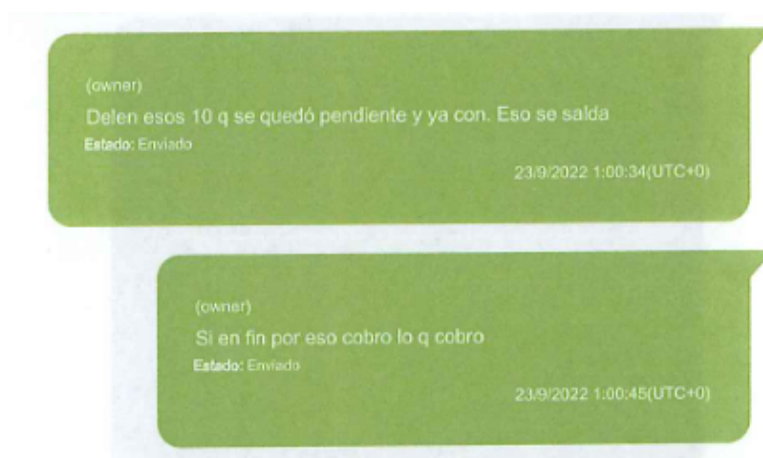 (owner)
Delen esos 10 q se quedó pendiente y ya con. Eso se salda
Estado: Enviado
23/9/2022 1:00:34(UTC+0)
(owner)
Si en fin por eso cobro lo q cobro
Estado: Enviado
23/9/2022 1:00:45(UTC+0)